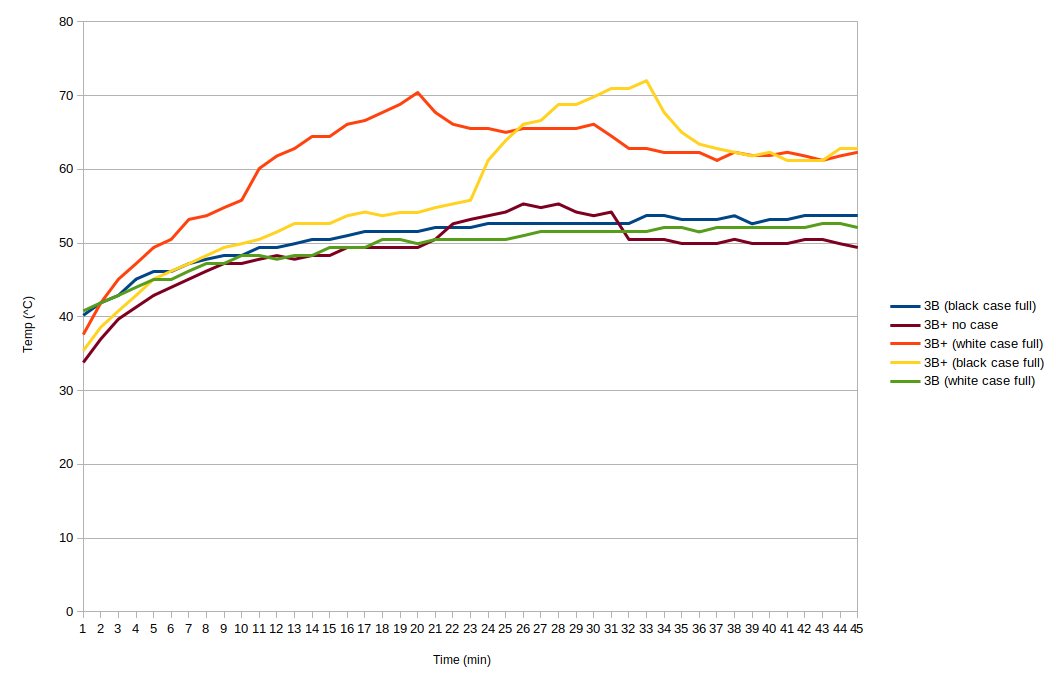 80
70
60
50
40
30
20
10
0
Temp (^C)
1 2 3 4 5 6 7 8 9 10 11 12 13 14 15 16 17 18 19 20 21 22 23 24 25 26 27 28 29 30 31 32 33 34 35 36 37 38 39 40 41 42 43 44 45
Time (min)
3B (black case full)
3B+ no case
3B+ (white case full)
3B+ (black case full)
3B (white case full)